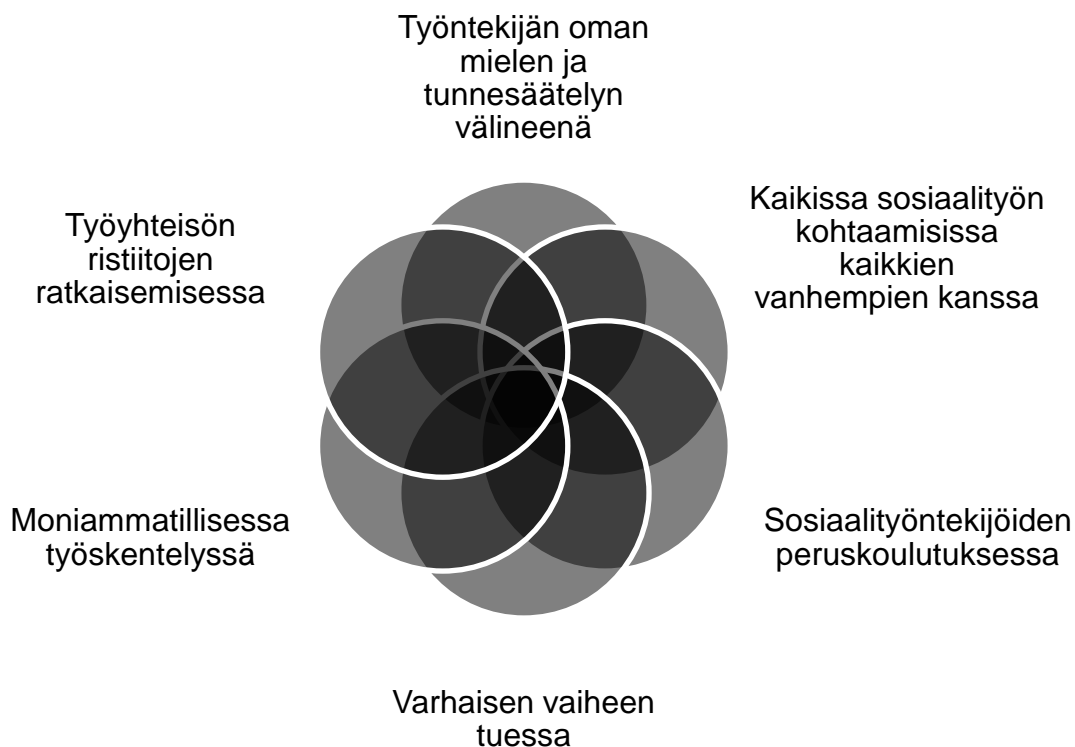 Työntekijän oman
mielen ja
tunnesäätelyn
välineenä
Kaikissa sosiaalityön
kohtaamisissa
kaikkien
vanhempien kanssa
Sosiaalityöntekijöiden
peruskoulutuksessa
Varhaisen vaiheen
tuessa
Moniammatillisessa
työskentelyssä
Työyhteisön
ristiitojen
ratkaisemisessa